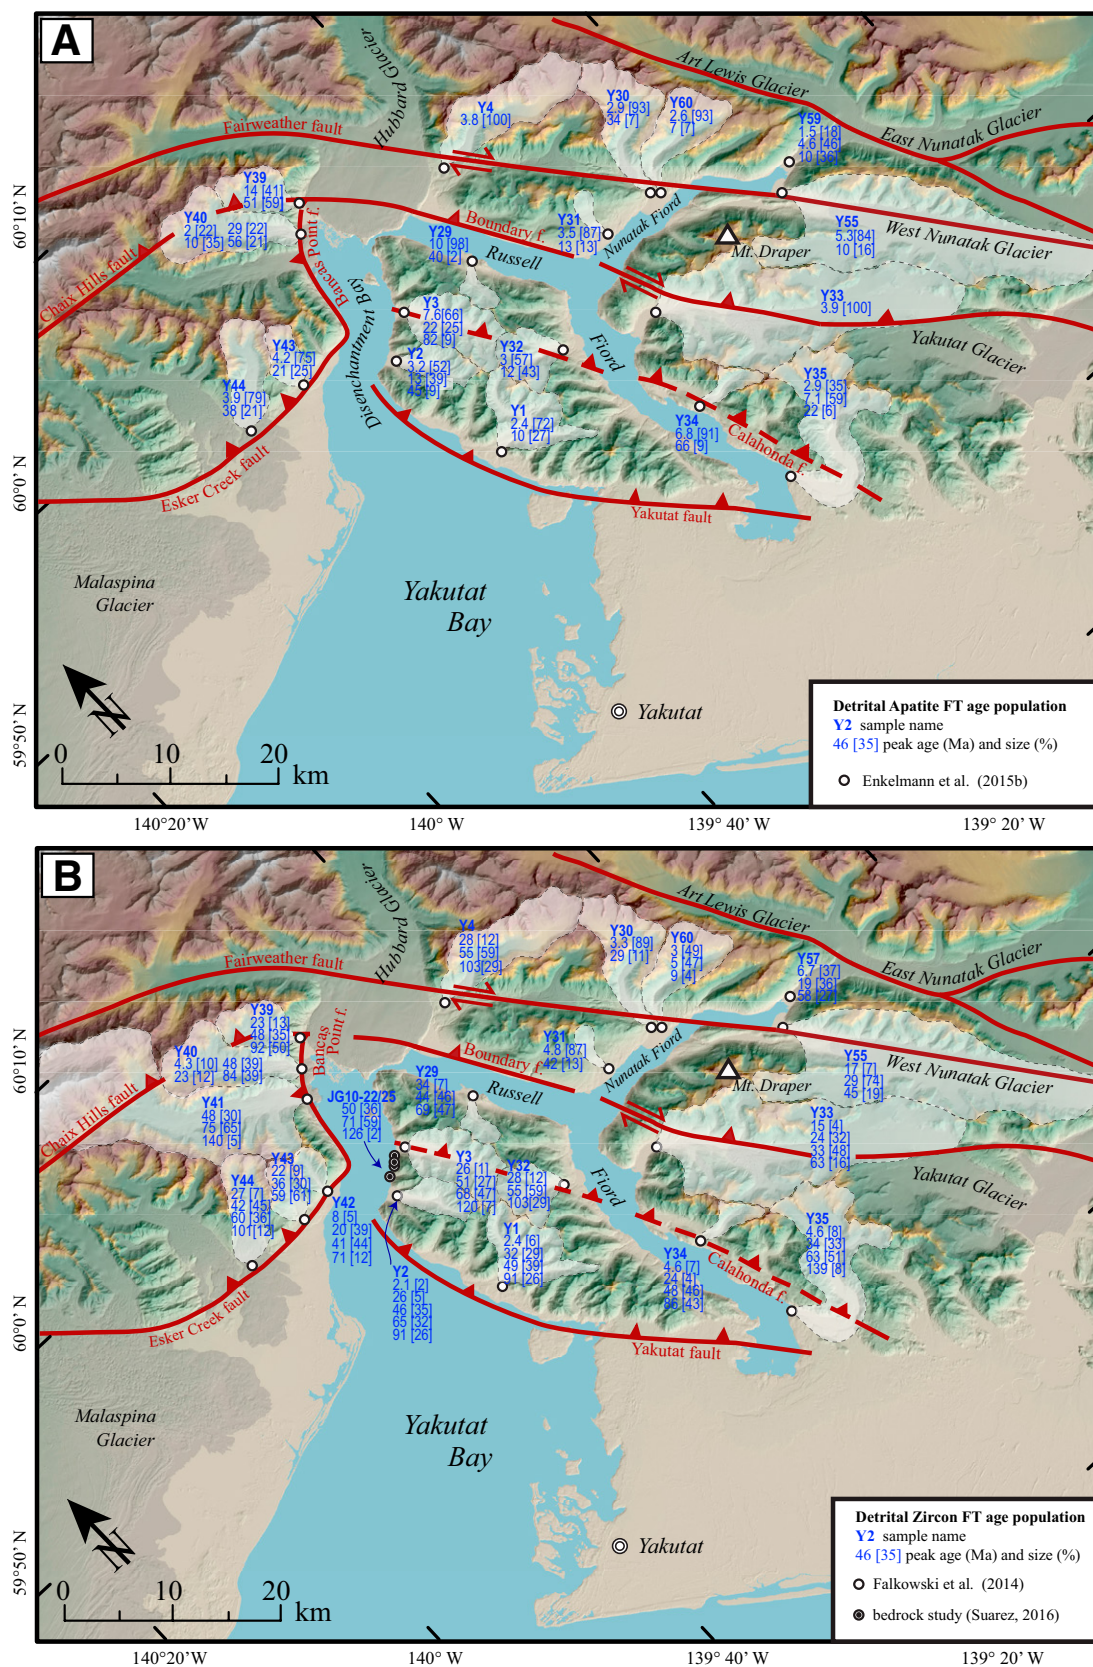 A
Hubbard Glacier
Art Lewis Glacier
East Nunatak Glacier
Fairweather fault
Y4
3.8 [100]
Y30
2.9 [93]
34 [7]
Y60
2.6 [93]
7 [7]
Y59
1.5 [18]
4.6 [46]
10 [36]
Y39
14 [41]
51 [59]
Y40
2 [22]
10 [35]
29 [22]
56 [21]
Bancas Point f.
Chaix Hills fault
Boundary f.
Y29
10 [98]
40 [2]
Russell
Fiord
Y31
3.5 [87]
13 [13]
Nunatak Fiord
Mt. Draper
Y55
5.3[84]
10 [16]
West Nunatak Glacier
Y33
3.9 [100]
Yakutat Glacier
Disenchantment Bay
Y3
7.6[66]
22 [25]
82 [9]
Y2
3.2 [52]
13 [39]
45 [9]
Y32
3 [57]
12 [43]
Y43
4.2 [75]
21 [25]
Y44
3.9 [79]
38 [21]
Y1
2.4 [72]
10 [27]
Y35
2.9 [35]
7.1 [59]
22 [6]
Y34
6.8 [91]
66 [9]
Calahonda f.
Esker Creek fault
Yakutat fault
Malaspina
Glacier
Yakutat
Bay
Yakutat
N
0 10 20
km
60°10' N
60°0' N
59°50' N
Detrital Apatite FT age population
Y2 sample name
46 [35] peak age (Ma) and size (%)
Enkelmann et al. (2015b)
140°20'W 140° W 139°40' W 139° 20' W
B
Hubbard Glacier
Art Lewis Glacier
East Nunatak Glacier
Fairweather fault
Y4
28 [12]
55 [59]
103[29]
Y30
3.3 [89]
29 [11]
Y60
3 [49]
5 [47]
9 [4]
Y57
6.7 [37]
19 [36]
58 [27]
Y39
23 [13]
48 [35]
92 [50]
Bancas
Point f.
Y40
4.3 [10]
23 [12]
48 [39]
84 [39]
Chaix Hills fault
Y41
48 [30]
75 [65]
140 [5]
Boundary f.
Y29
34 [7]
44 [46]
69 [47]
Russell
Fiord
Y31
4.8 [87]
42 [13]
Nunatak Fiord
Mt. Draper
Y55
17 [7]
29 [74]
45 [19]
West Nunatak Glacier
JG10-22/25
50 [36]
71 [59]
126 [2]
Y33
15 [4]
24 [32]
33 [48]
63 [16]
Yakutat Glacier
Y43
22 [9]
36 [30]
59 [61]
Y44
27 [7]
42 [45]
60 [36]
101[12]
Y3
26 [1]
51 [27]
68 [47]
120 [7]
Y32
28 [12]
55 [59]
103[29]
Y42
8 [5]
20 [39]
41 [44]
71 [12]
Y1
2.4 [6]
32 [29]
49 [39]
91 [26]
Y35
4.6 [8]
34 [33]
63 [51]
139 [8]
Y34
4.6 [7]
24 [4]
48 [46]
86 [43]
Calahonda f.
Y2
2.1 [2]
26 [5]
46 [35]
65 [32]
91 [26]
Esker Creek fault
Yakutat fault
Malaspina
Glacier
Yakutat
Bay
Yakutat
N
0 10 20
km
60°10' N
60°0' N
59°50' N
Detrital Zircon FT age population
Y2 sample name
46 [35] peak age (Ma) and size (%)
Falkowski et al. (2014)
bedrock study (Suarez, 2016)
140°20'W 140° W 139° 40' W 139° 20' W